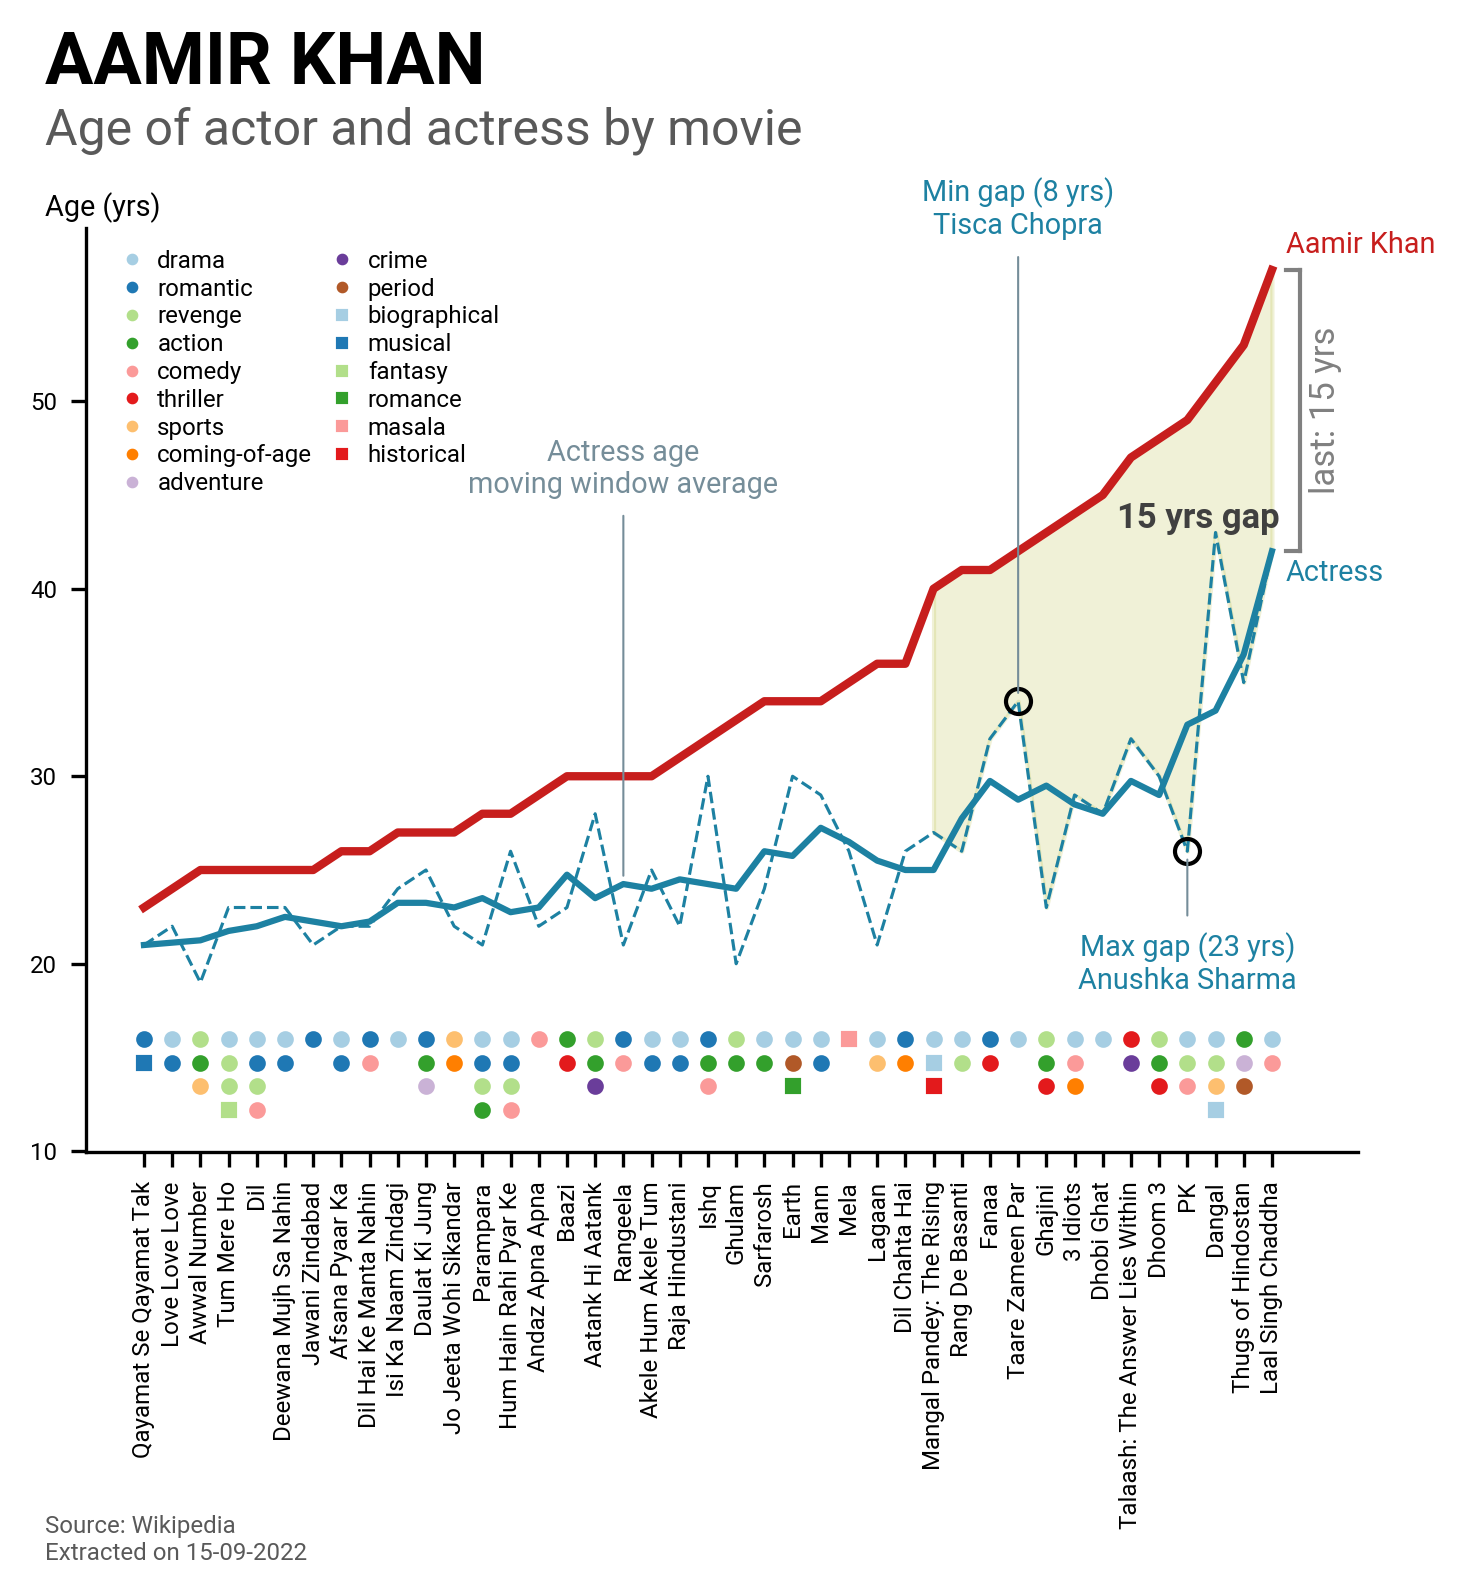 AAMIR KHAN
Age of actor and actress by movie
Age (yrs)
Min gap (8 yrs)
Tisca Chopra
Aamir Khan
drama
romantic
revenge
action
comedy
thriller
sports
coming-of-age
adventure
crime
period
biographical
musical
fantasy
romance
masala
historical
Actress age
moving window average
last: 15 yrs
15 yrs gap
Actress
Max gap (23 yrs)
Anushka Sharma
50
40
30
20
10
Qayamat Se Qayamat Tak
Love Love Love
Awwal Number
Tum Mere Ho
Dil
Deewana Mujh Sa Nahin
Jawani Zindabad
Afsana Pyaar Ka
Dil Hai Ke Manta Nahin
Isi Ka Naam Zindagi
Daulat Ki Jung
Jo Jeeta Wohi Sikandar
Parampara
Hum Hain Rahi Pyar Ke
Andaz Apna Apna
Baazi
Aatank Hi Aatank
Rangeela
Akele Hum Akele Tum
Raja Hindustani
Ishq
Ghulam
Sarfarosh
Earth
Mann
Mela
Lagaan
Dil Chahta Hai
Mangal Pandey: The Rising
Rang De Basanti
Fanaa
Taare Zameen Par
Ghajini
3 Idiots
Dhobi Ghat
Talaash: The Answer Lies Within
Dhoom 3
PK
Dangal
Thugs of Hindostan
Laal Singh Chaddha
Source: Wikipedia
Extracted on 15-09-2022